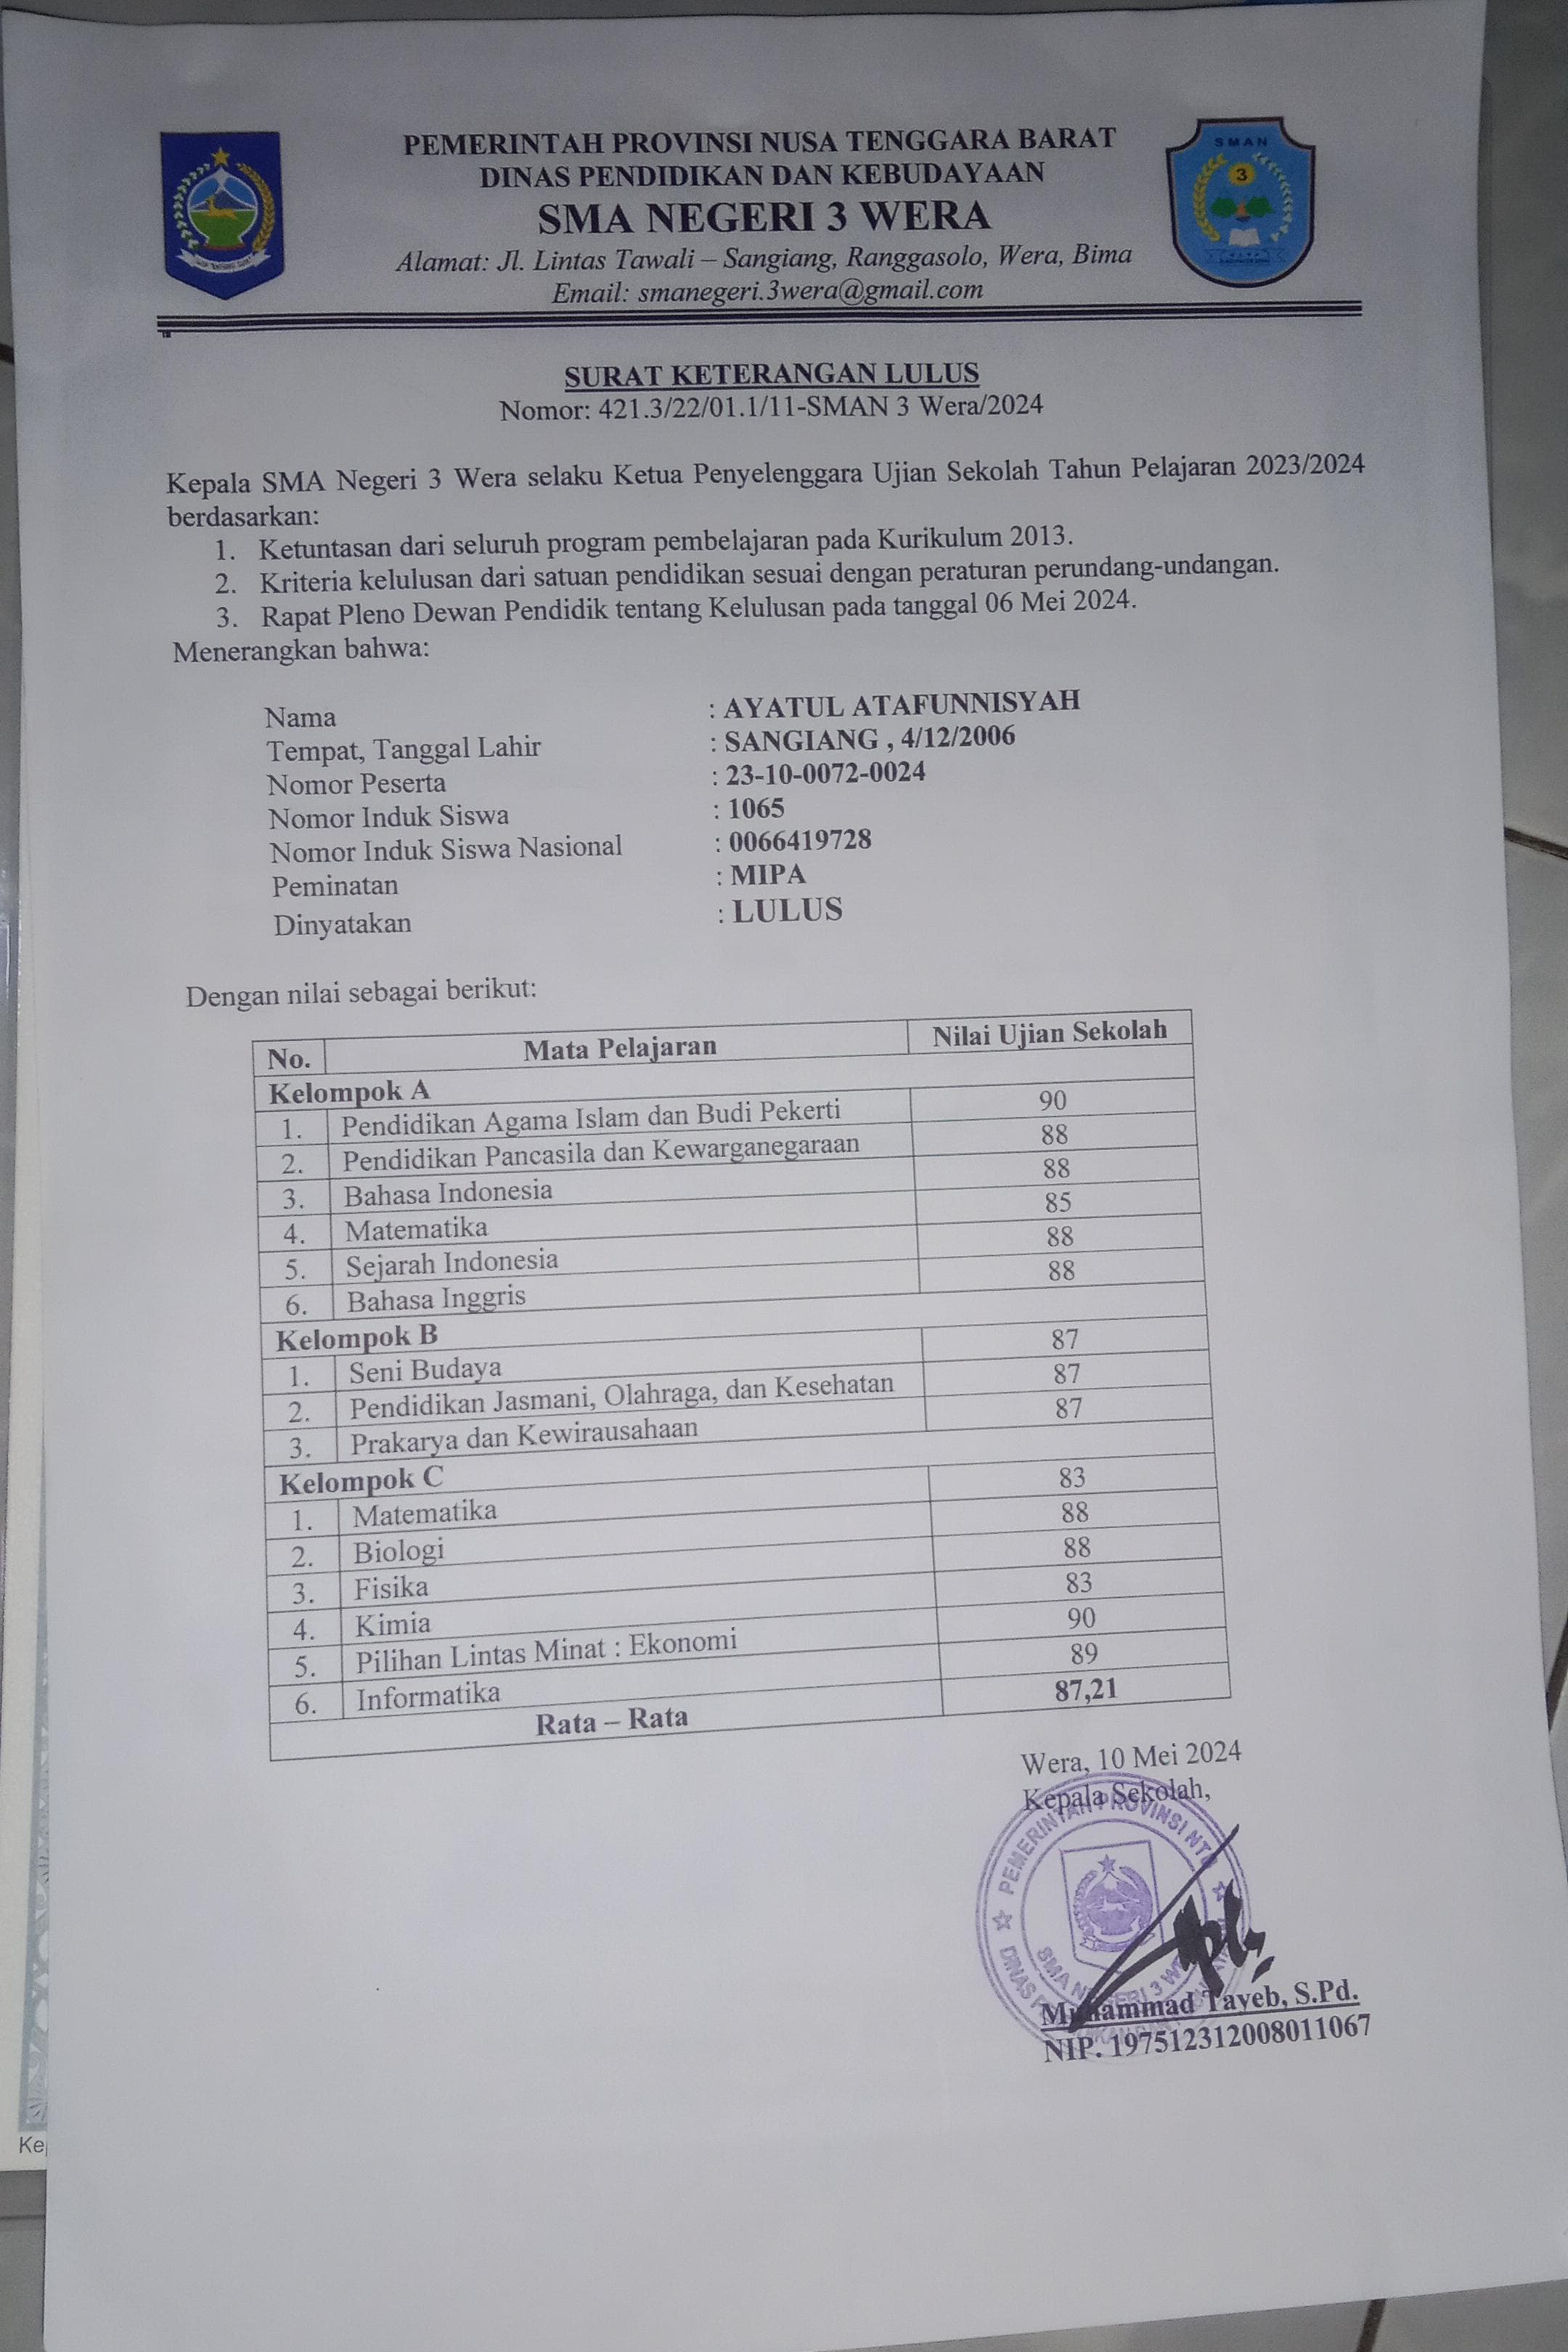 PEMERINTAH PROVINSI NUSA TENGGARA BARAT
DINAS PENDIDIKAN DAN KEBUDAYAAN
SMA NEGERI 3 WERA
Alamat: Jl. Lintas Tawali – Sangiang, Ranggasolo, Wera, Bima
Email: smanegeri.3wera@gmail.com
SMAN
3
SURAT KETERANGAN LULUS
Nomor: 421.3/22/01.1/11-SMAN 3 Wera/2024
Kepala SMA Negeri 3 Wera selaku Ketua Penyelenggara Ujian Sekolah Tahun Pelajaran 2023/2024
berdasarkan:
1. Ketuntasan dari seluruh program pembelajaran pada Kurikulum 2013.
2. Kriteria kelulusan dari satuan pendidikan sesuai dengan peraturan perundang-undangan.
3. Rapat Pleno Dewan Pendidik tentang Kelulusan pada tanggal 06 Mei 2024.
Menerangkan bahwa:
Nama : AYATUL ATAFUNNISYAH
Tempat, Tanggal Lahir : SANGIANG , 4/12/2006
Nomor Peserta : 23-10-0072-0024
Nomor Induk Siswa : 1065
Nomor Induk Siswa Nasional : 0066419728
Peminatan : MIPA
Dinyatakan : LULUS
Dengan nilai sebagai berikut:
No. Mata Pelajaran Nilai Ujian Sekolah
Kelompok A
1. Pendidikan Agama Islam dan Budi Pekerti 90
2. Pendidikan Pancasila dan Kewarganegaraan 88
3. Bahasa Indonesia 88
4. Matematika 85
5. Sejarah Indonesia 88
6. Bahasa Inggris 88
Kelompok B
1. Seni Budaya 87
2. Pendidikan Jasmani, Olahraga, dan Kesehatan 87
3. Prakarya dan Kewirausahaan 87
Kelompok C
1. Matematika 83
2. Biologi 88
3. Fisika 88
4. Kimia 83
5. Pilihan Lintas Minat : Ekonomi 90
6. Informatika 89
Rata – Rata 87,21
Wera, 10 Mei 2024
Kepala Sekolah,
PEMERINTAH PROVINSI NTB
SMA NEGERI 3 WERA
DINAS
Muhammad Tayeb, S.Pd.
NIP. 197512312008011067
Kep